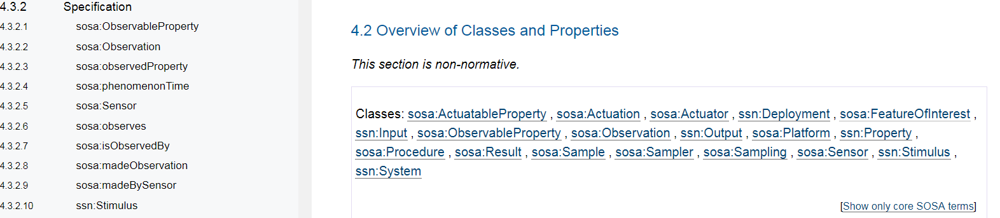 4.3.2 Specification
4.3.2.1 sosa:ObservableProperty
4.3.2.2 sosa:Observation
4.3.2.3 sosa:observedProperty
4.3.2.4 sosa:phenomenonTime
4.3.2.5 sosa:Sensor
4.3.2.6 sosa:observes
4.3.2.7 sosa:isObservedBy
4.3.2.8 sosa:madeObservation
4.3.2.9 sosa:madeBySensor
4.3.2.10 ssn:Stimulus
4.2 Overview of Classes and Properties
This section is non-normative.
Classes: sosa:ActuatableProperty , sosa:Actuation , sosa:Actuator , ssn:Deployment , sosa:FeatureOfInterest ,
ssn:Input , sosa:ObservableProperty , sosa:Observation , ssn:Output , sosa:Platform , ssn:Property ,
sosa:Procedure , sosa:Result , sosa:Sample , sosa:Sampler , sosa:Sampling , sosa:Sensor , ssn:Stimulus ,
ssn:System
[Show only core SOSA terms]